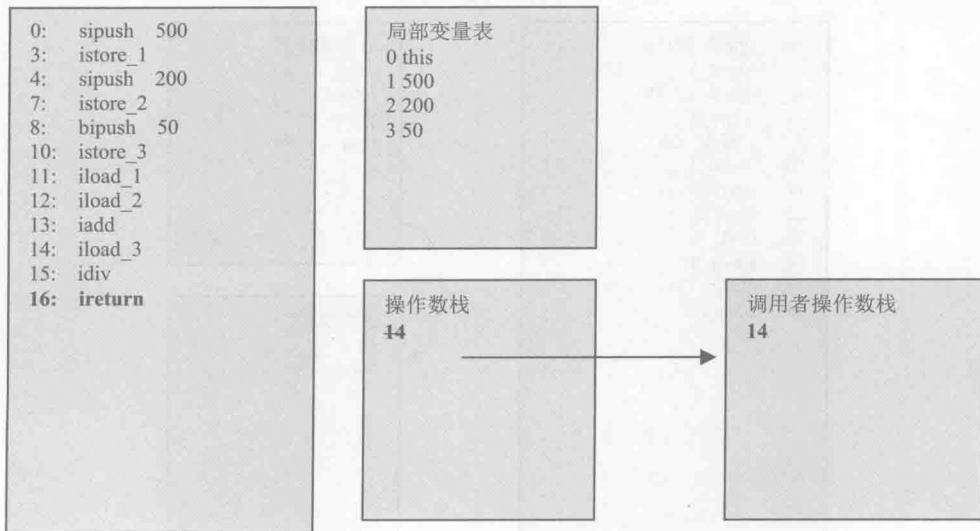 0: sipush 500
3: istore_1
4: sipush 200
7: istore_2
8: bipush 50
10: istore_3
11: iload_1
12: iload_2
13: iadd
14: iload_3
15: idiv
16: ireturn
局部变量表
0 this
1 500
2 200
3 50
操作数栈
14
调用者操作数栈
14